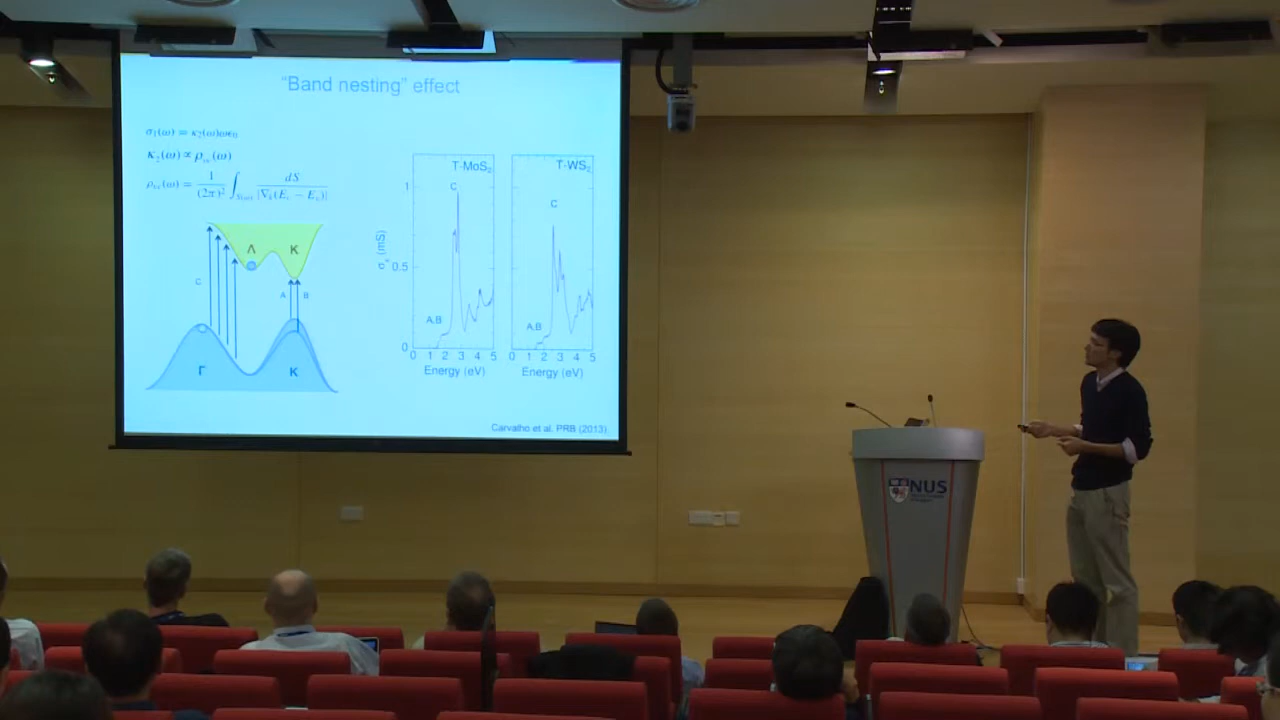 "Band nesting" effect
σ₁(ω) = κ₂(ω)ωε₀
κ₂(ω) ∝ ρcv(ω)
ρcv(ω) = 1/(2π)² ∫S(ω) dS/|∇k(Ec − Ev)|
Λ K
C A B
Γ K
σ (mS)
T-MoS₂
C
1
0.5
A,B
0
0 1 2 3 4 5
Energy (eV)
T-WS₂
C
A,B
0 1 2 3 4 5
Energy (eV)
Carvalho et al. PRB (2013)
NUS